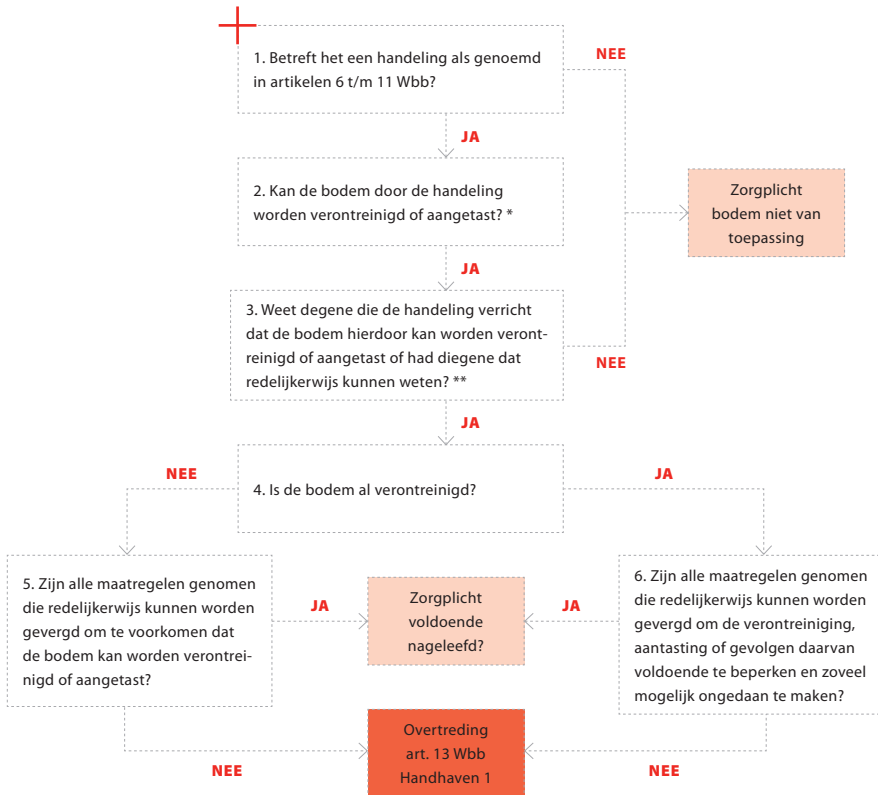 1. Betreft het een handeling als genoemd
in artikelen 6 t/m 11 Wbb?
NEE
JA
2. Kan de bodem door de handeling
worden verontreinigd of aangetast? *
Zorgplicht
bodem niet van
toepassing
JA
3. Weet degene die de handeling verricht
dat de bodem hierdoor kan worden veront-
reinigd of aangetast of had diegene dat
redelijkerwijs kunnen weten? **
NEE
JA
NEE
4. Is de bodem al verontreinigd?
JA
5. Zijn alle maatregelen genomen
die redelijkerwijs kunnen worden
gevergd om te voorkomen dat
de bodem kan worden verontrei-
nigd of aangetast?
JA
Zorgplicht
voldoende
nageleefd?
JA
6. Zijn alle maatregelen genomen
die redelijkerwijs kunnen worden
gevergd om de verontreiniging,
aantasting of gevolgen daarvan
voldoende te beperken en zoveel
mogelijk ongedaan te maken?
NEE
Overtreding
art. 13 Wbb
Handhaven 1
NEE